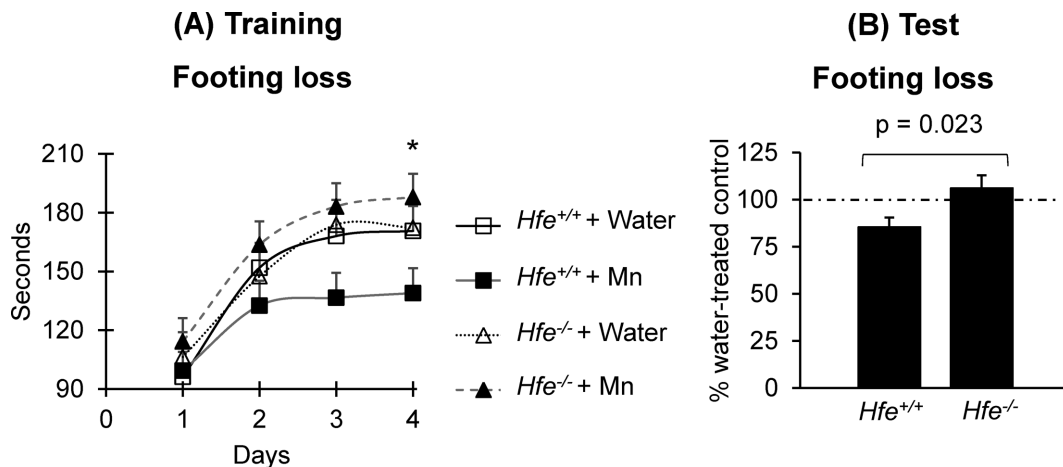 (A) Training
Footing loss
Seconds
210
180
150
120
90
*
0
1
2
3
4
Days
Hfe+/+ + Water
Hfe+/+ + Mn
Hfe-/- + Water
Hfe-/- + Mn
(B) Test
Footing loss
p = 0.023
% water-treated control
125
100
75
50
25
0
Hfe+/+
Hfe-/-